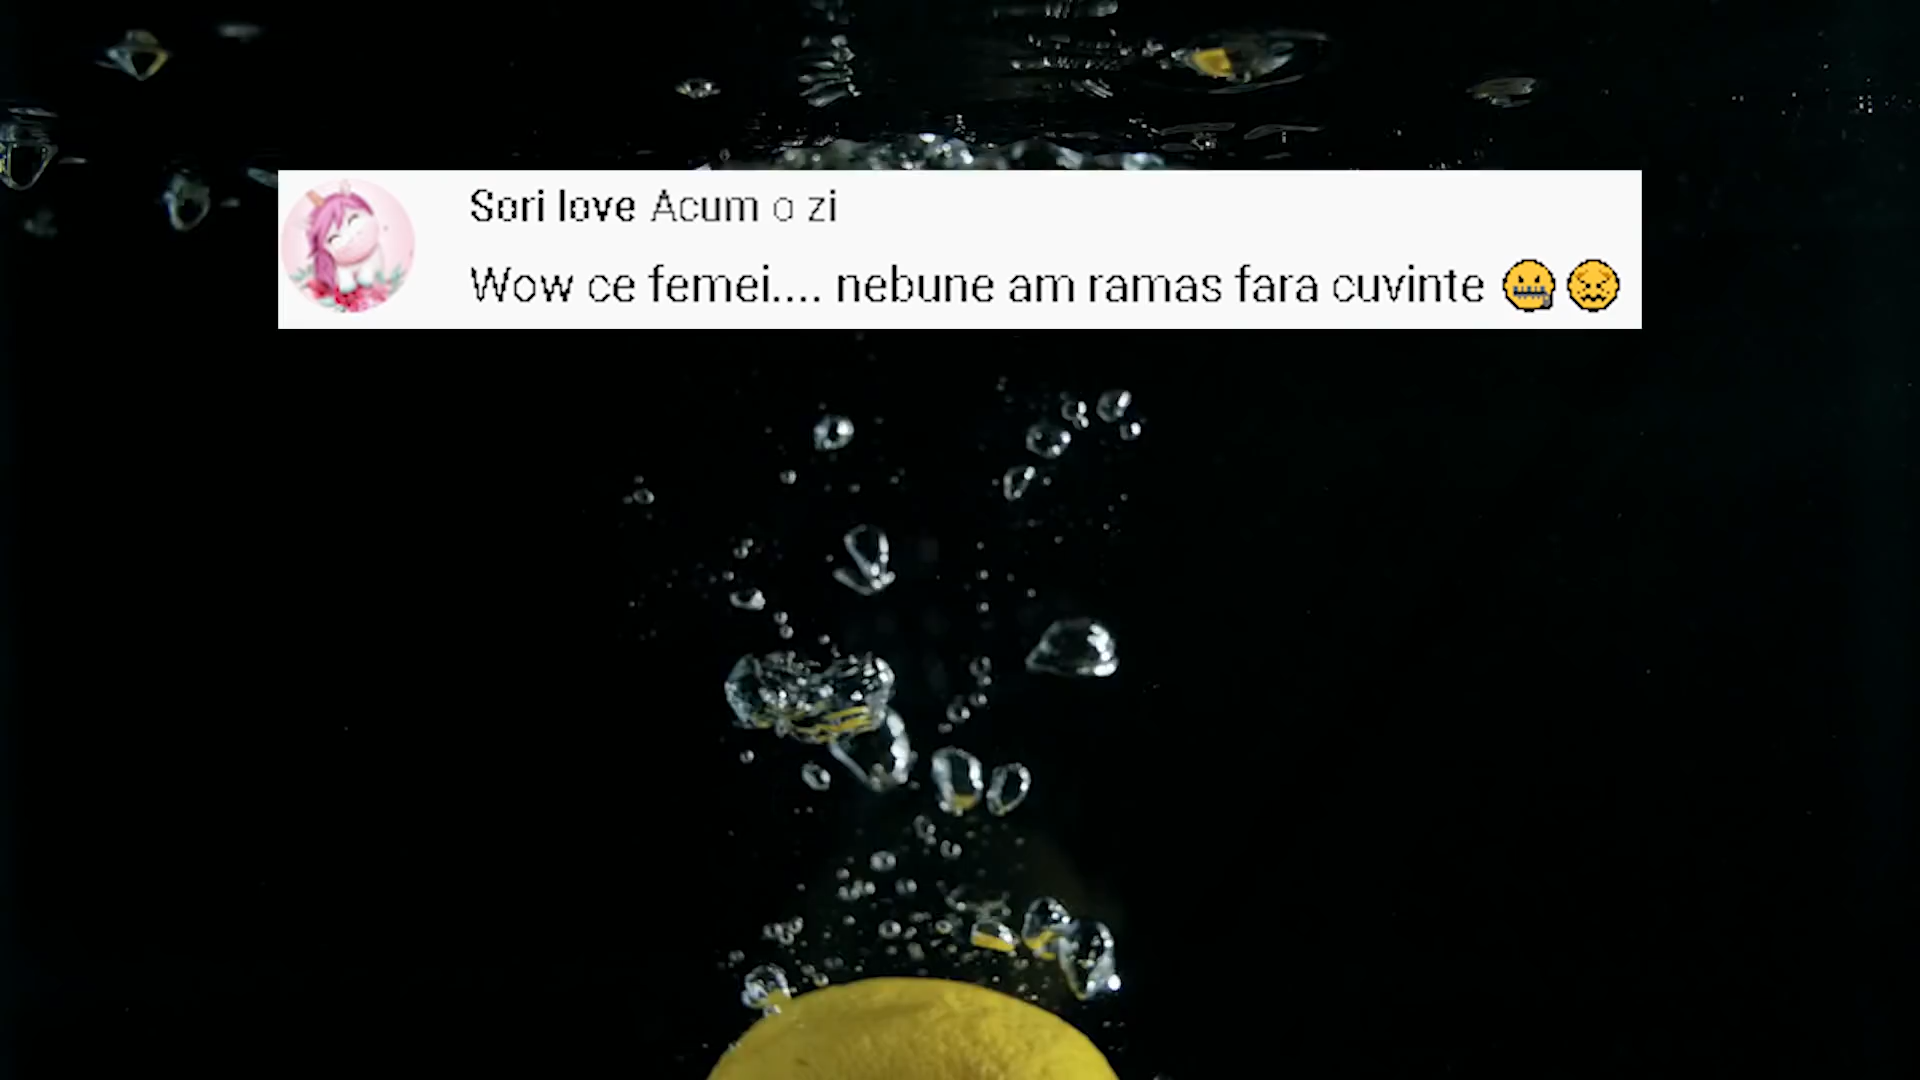 Sori love Acum o zi
Wow ce femei.... nebune am ramas fara cuvinte 🤐😖